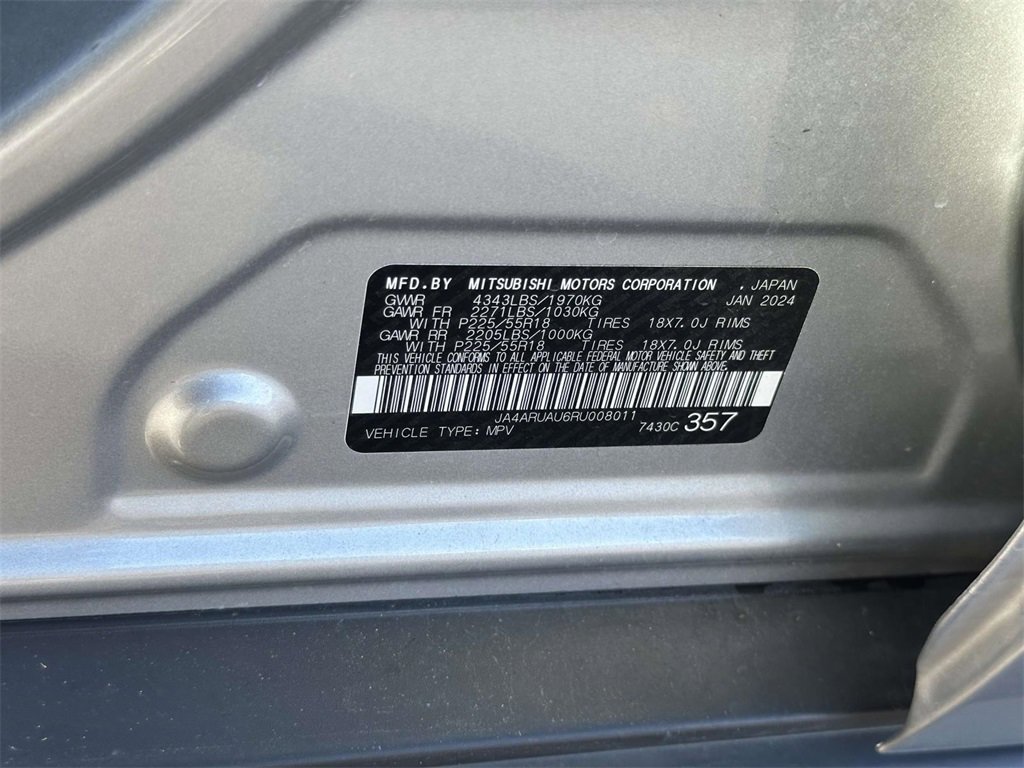 MFD.BY MITSUBISHI MOTORS CORPORATION , JAPAN
GVWR 4343LBS/1970KG JAN 2024
GAWR FR 2271LBS/1030KG
WITH P225/55R18 TIRES 18X7.0J RIMS
GAWR RR 2205LBS/1000KG
WITH P225/55R18 TIRES 18X7.0J RIMS
THIS VEHICLE CONFORMS TO ALL APPLICABLE FEDERAL MOTOR VEHICLE SAFETY AND THEFT
PREVENTION STANDARDS IN EFFECT ON THE DATE OF MANUFACTURE SHOWN ABOVE.
JA4ARUAU6RU008011
VEHICLE TYPE: MPV 7430C 357